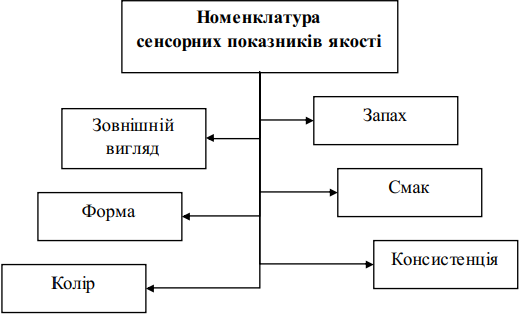 Номенклатура
сенсорних показників якості
Зовнішній
вигляд
Запах
Форма
Смак
Колір
Консистенція